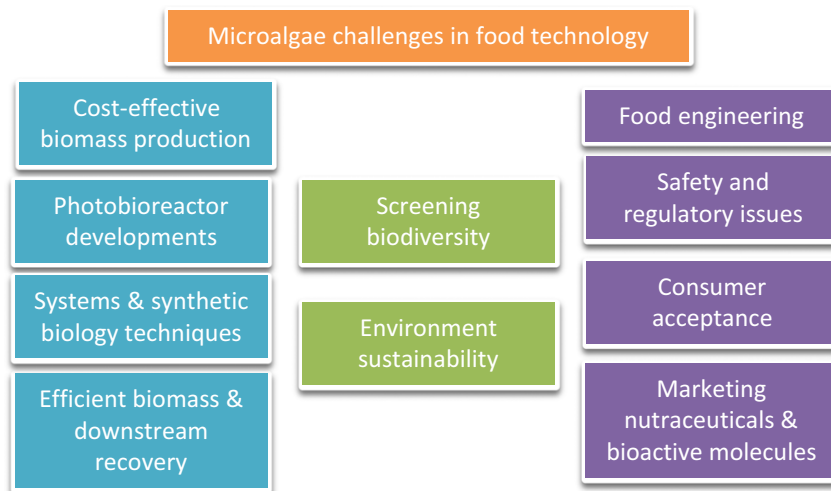 Microalgae challenges in food technology
Cost-effective
biomass production
Photobioreactor
developments
Systems & synthetic
biology techniques
Efficient biomass &
downstream
recovery
Screening
biodiversity
Environment
sustainability
Food engineering
Safety and
regulatory issues
Consumer
acceptance
Marketing
nutraceuticals &
bioactive molecules